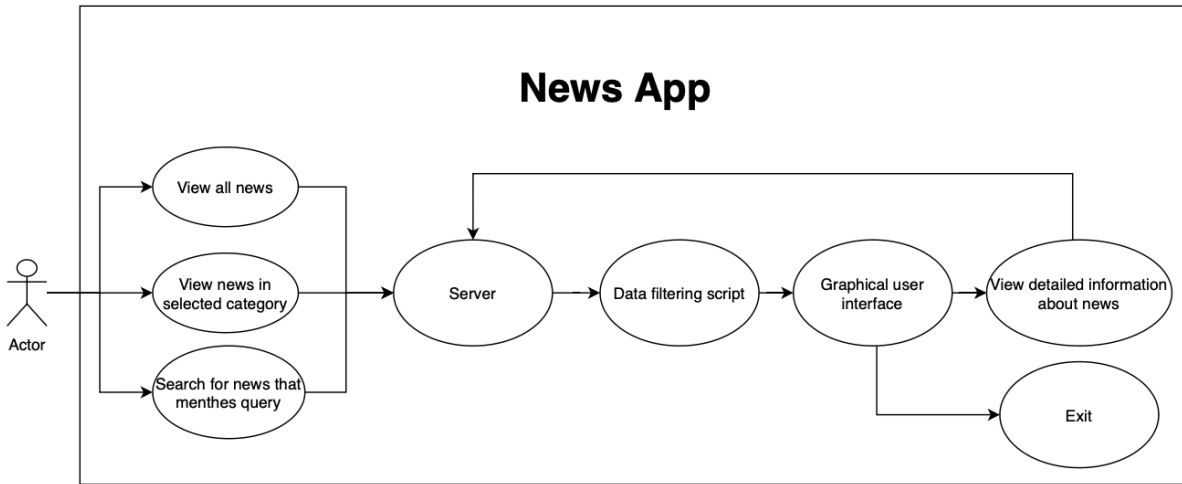 News App
View all news
View news in
selected category
Search for news that
menthes query
Actor
Server
Data filtering script
Graphical user
interface
View detailed information
about news
Exit